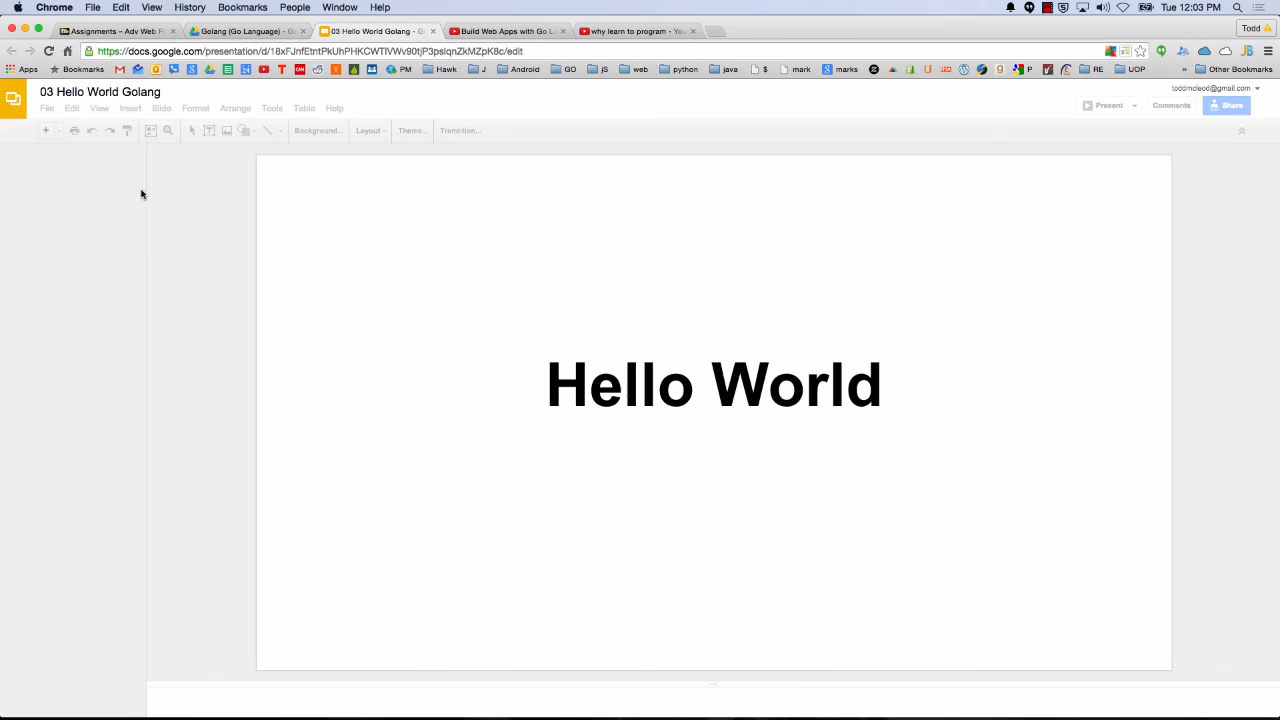 Chrome File Edit View History Bookmarks People Window Help Tue 12:03 PM
Assignments – Adv Web P Golang (Go Language) - Go 03 Hello World Golang - Go Build Web Apps with Go L why learn to program - You Todd
https://docs.google.com/presentation/d/18xFJnfEtntPkUhPHKCWTlVWv90tjP3pslqnZkMZpK8c/edit
Apps Bookmarks PM Hawk J Android GO jS web python java $ mark marks P RE UOP » Other Bookmarks
03 Hello World Golang toddmcleod@gmail.com
File Edit View Insert Slide Format Arrange Tools Table Help Present Comments Share
Background... Layout Theme... Transition...
Hello World